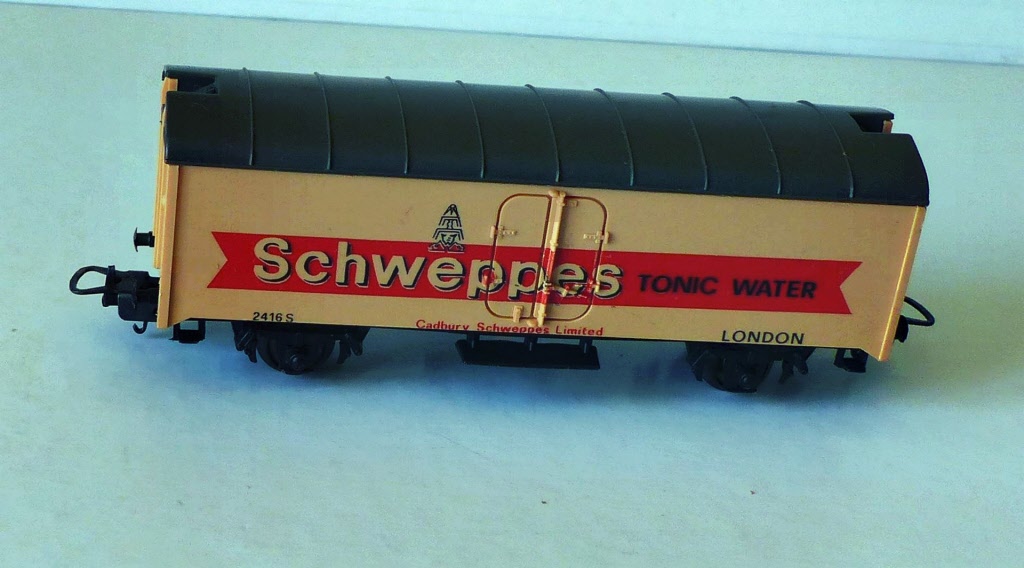 Schweppes TONIC WATER
2416 S
Cadbury Schweppes Limited
LONDON